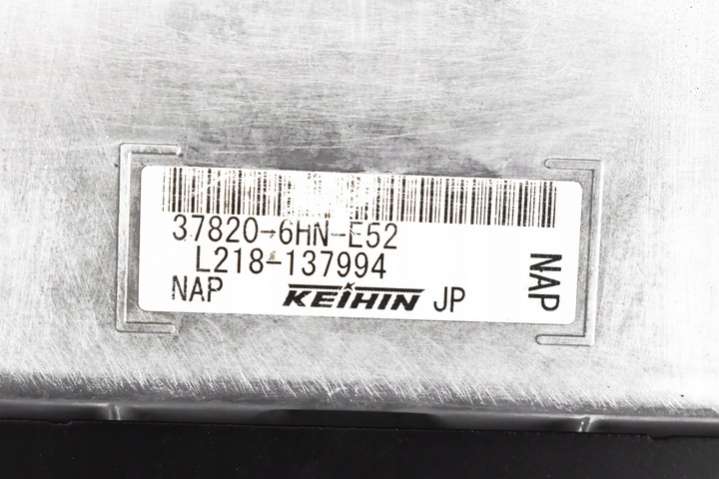 37820-6HN-E52
L218-137994
NAP KEIHIN JP
NAP